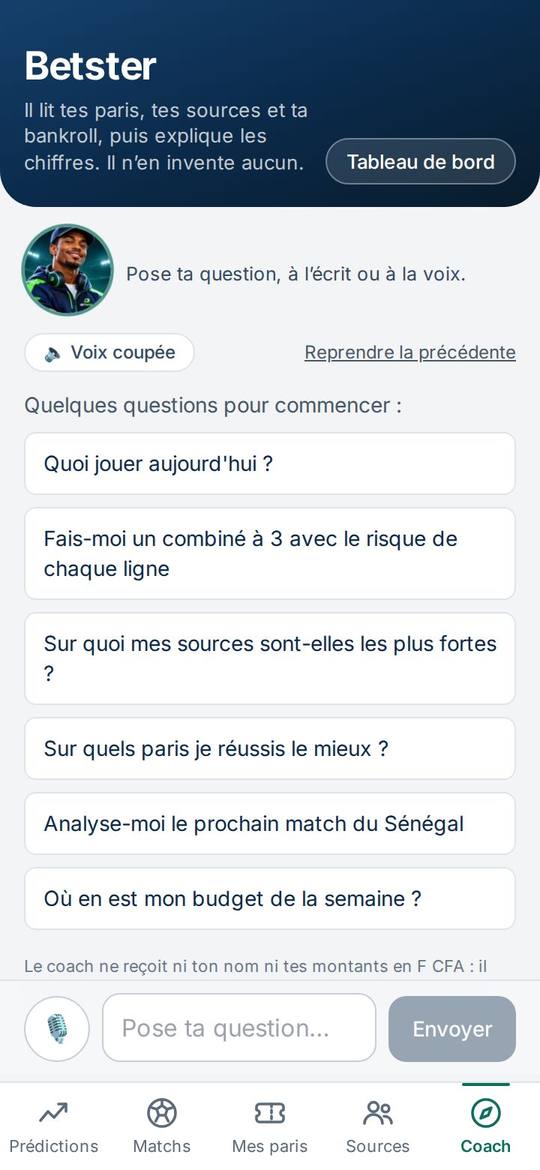 Betster
Il lit tes paris, tes sources et ta
bankroll, puis explique les
chiffres. Il n’en invente aucun.
Tableau de bord
Pose ta question, à l’écrit ou à la voix.
Voix coupée
Reprendre la précédente
Quelques questions pour commencer :
Quoi jouer aujourd'hui ?
Fais-moi un combiné à 3 avec le risque de
chaque ligne
Sur quoi mes sources sont-elles les plus fortes
?
Sur quels paris je réussis le mieux ?
Analyse-moi le prochain match du Sénégal
Où en est mon budget de la semaine ?
Le coach ne reçoit ni ton nom ni tes montants en F CFA : il
Pose ta question...
Envoyer
Prédictions
Matchs
Mes paris
Sources
Coach